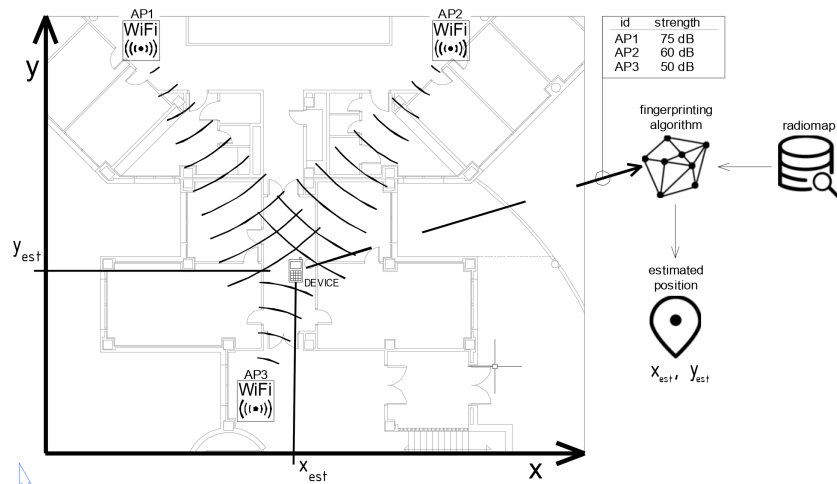 AP1
WiFi
AP2
WiFi
id strength
AP1 75 dB
AP2 60 dB
AP3 50 dB
y
fingerprinting
algorithm
radiomap
y est
DEVICE
estimated
position
AP3
WiFi
x est, y est
x est
x